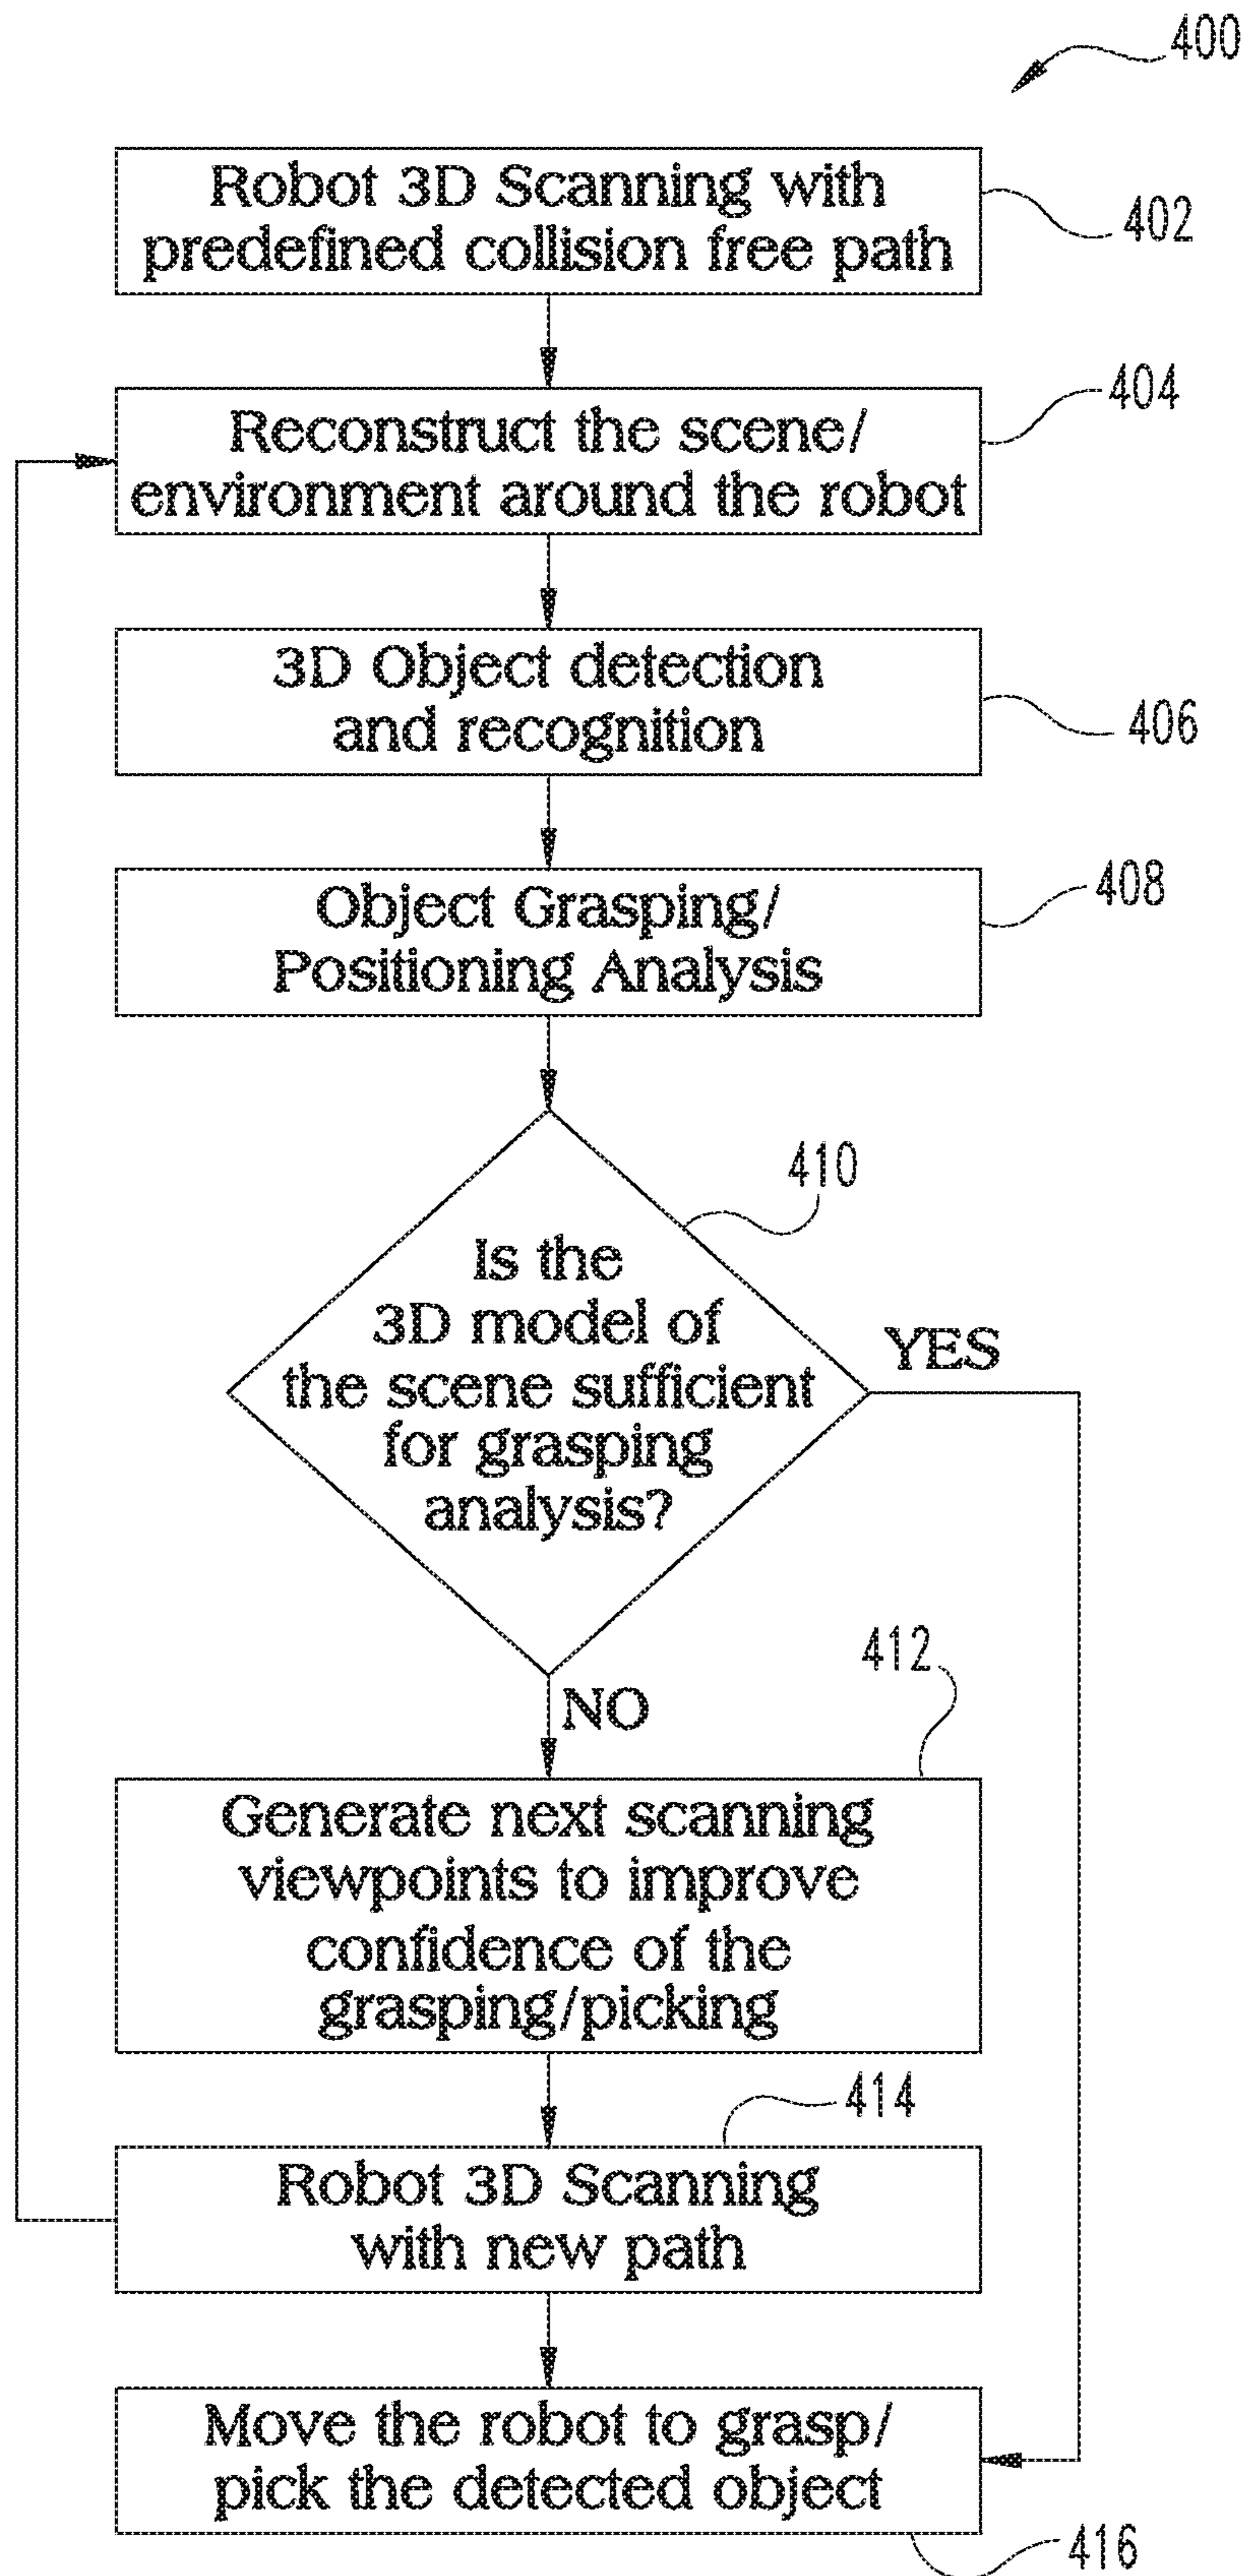 400
Robot 3D Scanning with
predefined collision free path
402
Reconstruct the scene/
environment around the robot
404
3D Object detection
and recognition
406
Object Grasping/
Positioning Analysis
408
410
Is the
3D model of
the scene sufficient
for grasping
analysis?
YES
NO
412
Generate next scanning
viewpoints to improve
confidence of the
grasping/picking
414
Robot 3D Scanning
with new path
Move the robot to grasp/
pick the detected object
416